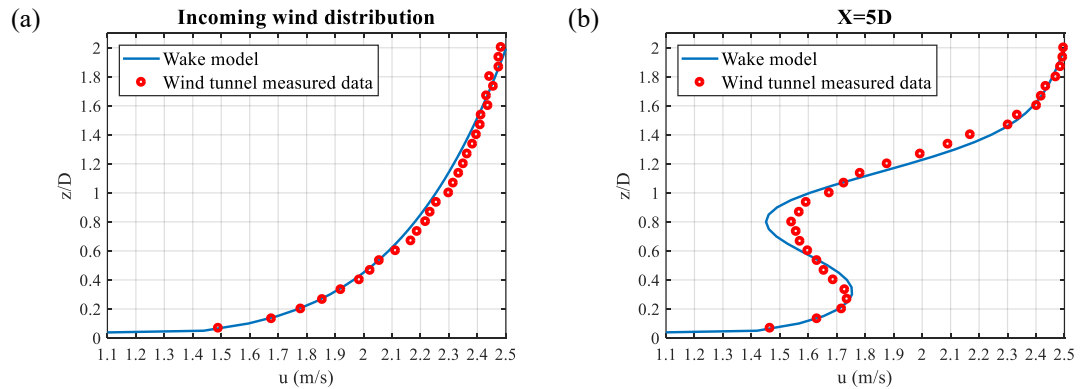 (a)
Incoming wind distribution
Wake model
Wind tunnel measured data
z/D
2
1.8
1.6
1.4
1.2
1
0.8
0.6
0.4
0.2
0
1.1 1.2 1.3 1.4 1.5 1.6 1.7 1.8 1.9 2 2.1 2.2 2.3 2.4 2.5
u (m/s)
(b)
X=5D
Wake model
Wind tunnel measured data
z/D
2
1.8
1.6
1.4
1.2
1
0.8
0.6
0.4
0.2
0
1.1 1.2 1.3 1.4 1.5 1.6 1.7 1.8 1.9 2 2.1 2.2 2.3 2.4 2.5
u (m/s)